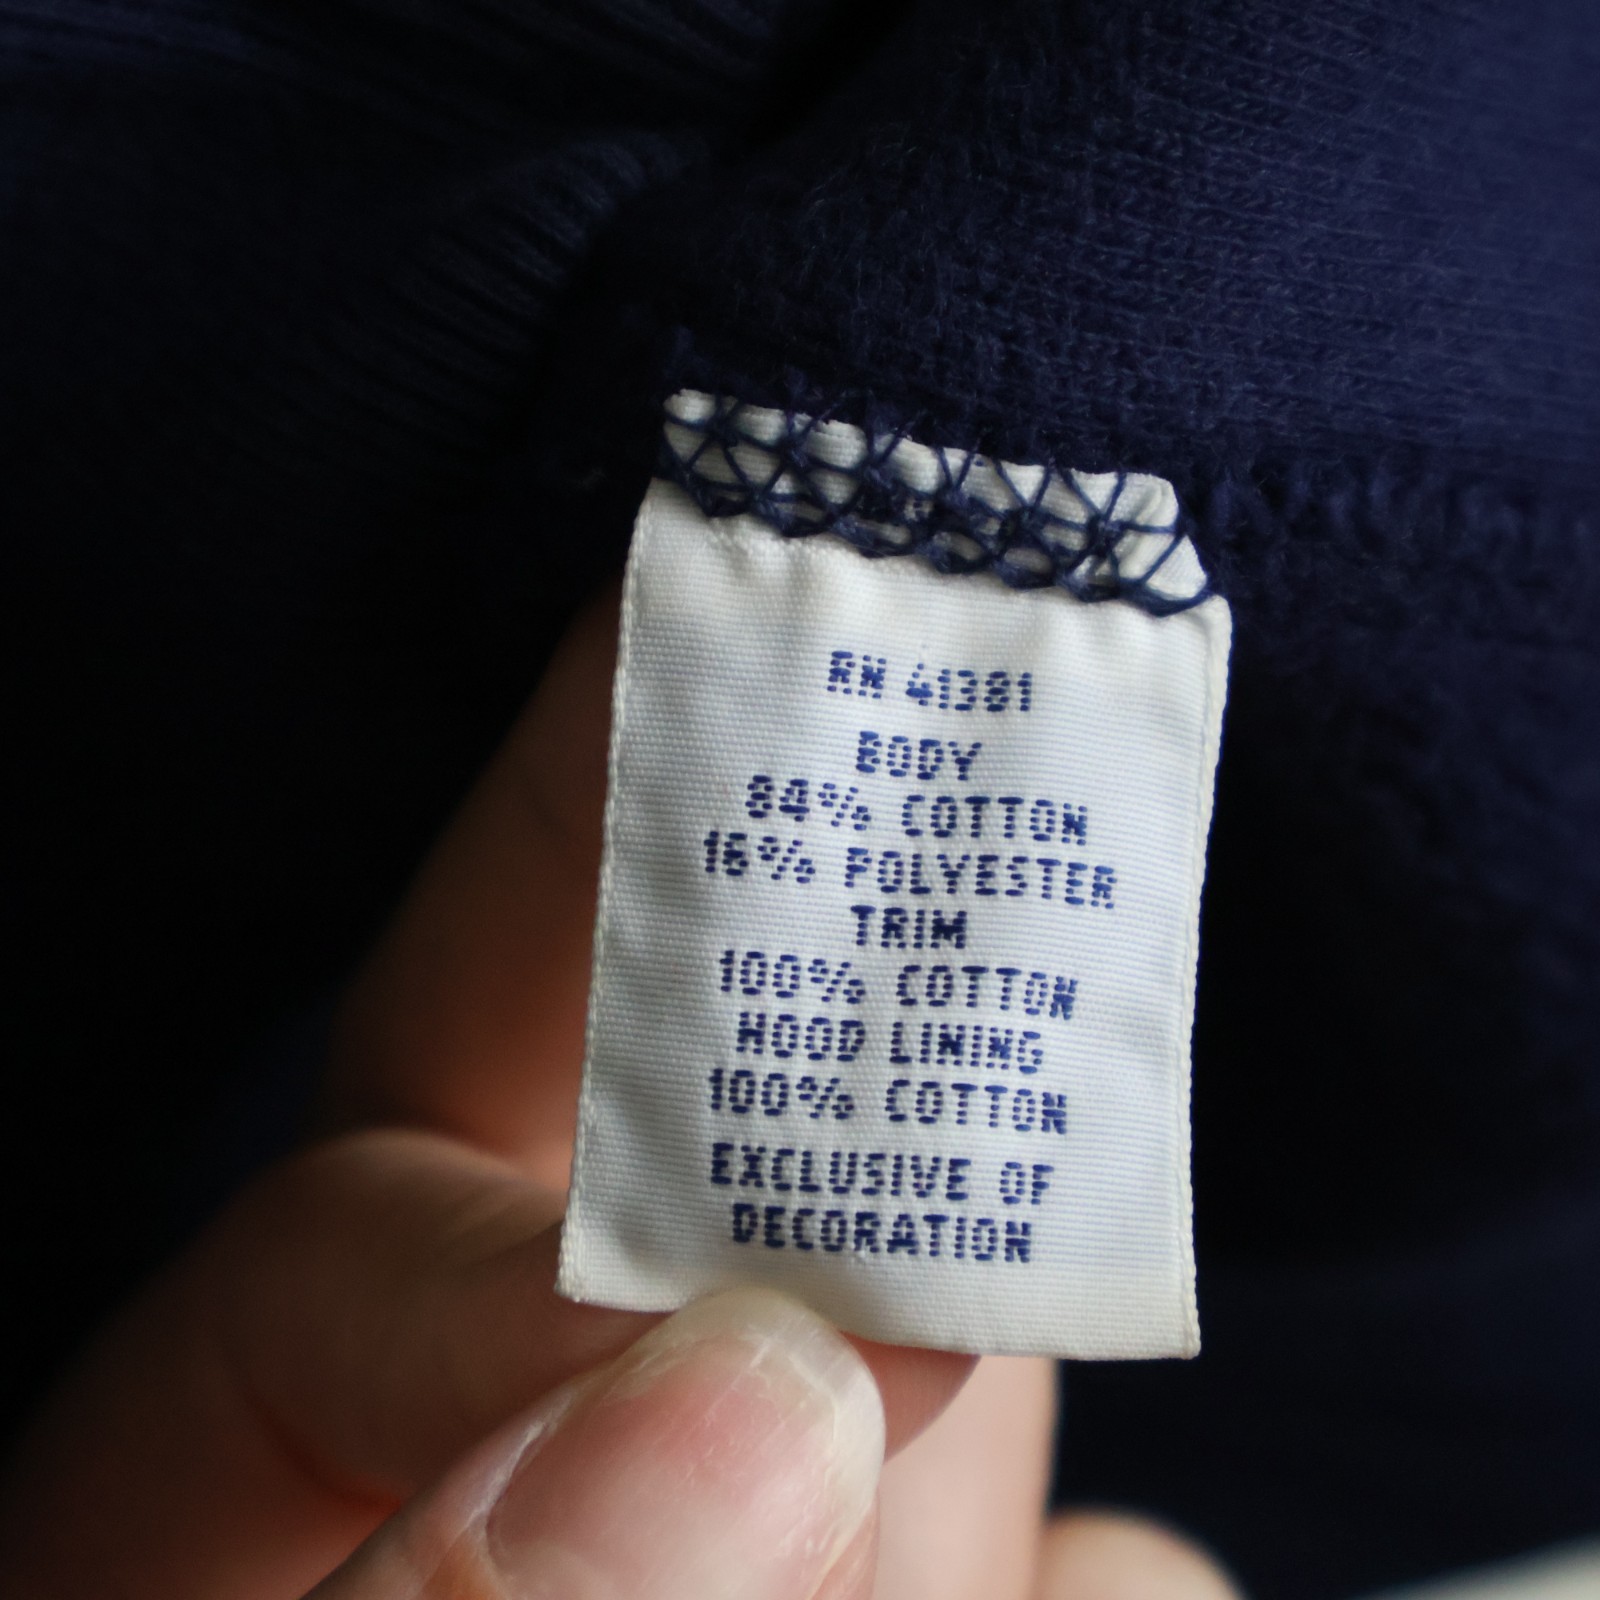 RN 41381
BODY
84% COTTON
16% POLYESTER
TRIM
100% COTTON
HOOD LINING
100% COTTON
EXCLUSIVE OF
DECORATION